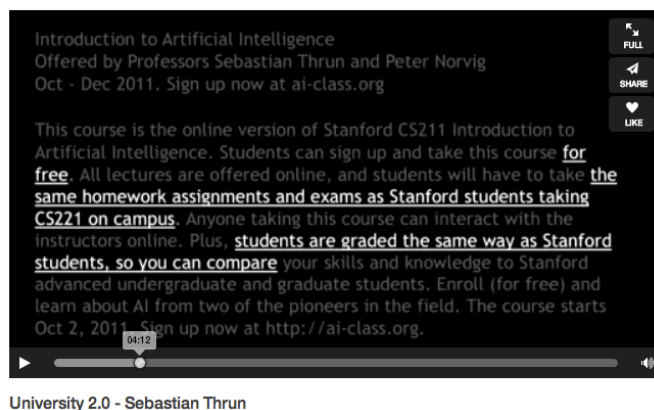 Introduction to Artificial Intelligence
Offered by Professors Sebastian Thrun and Peter Norvig
Oct - Dec 2011. Sign up now at ai-class.org
This course is the online version of Stanford CS211 Introduction to
Artificial Intelligence. Students can sign up and take this course for
free. All lectures are offered online, and students will have to take the
same homework assignments and exams as Stanford students taking
CS221 on campus. Anyone taking this course can interact with the
instructors online. Plus, students are graded the same way as Stanford
students, so you can compare your skills and knowledge to Stanford
advanced undergraduate and graduate students. Enroll (for free) and
learn about AI from two of the pioneers in the field. The course starts
Oct 2, 2011. Sign up now at http://ai-class.org.
FULL
SHARE
LIKE
04:12
University 2.0 - Sebastian Thrun